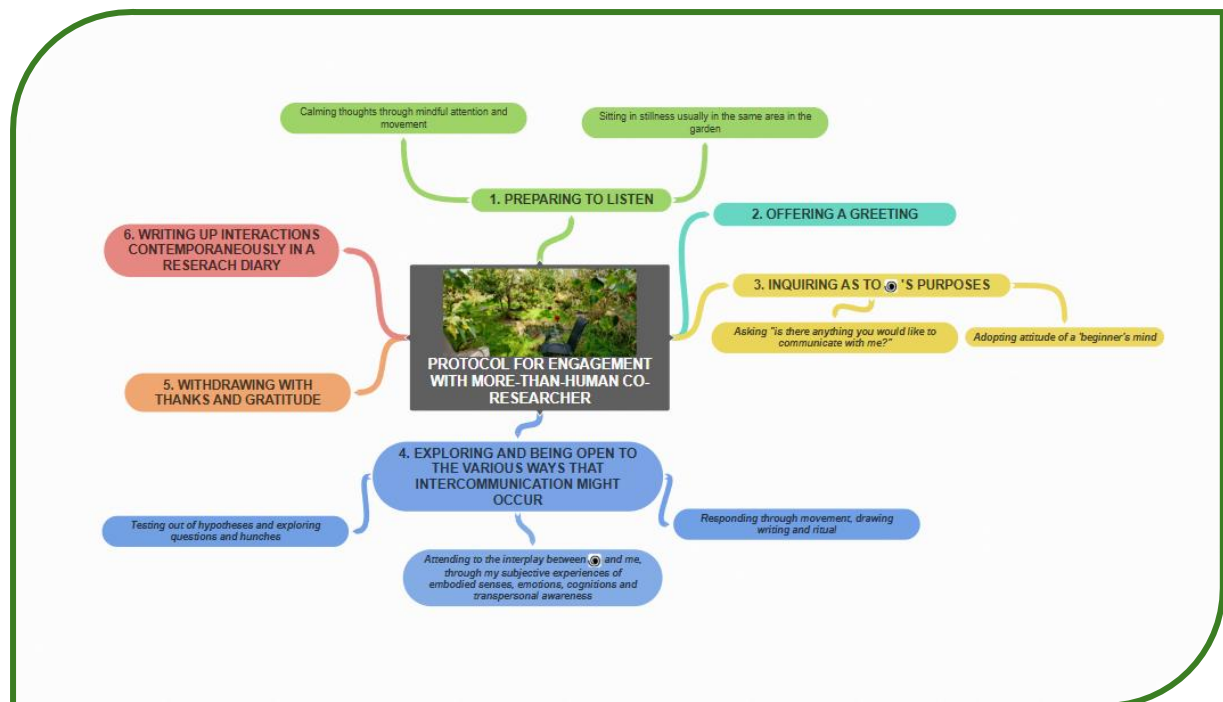 Calming thoughts through mindful attention and
movement
Sitting in stillness usually in the same area in the
garden
1. PREPARING TO LISTEN
2. OFFERING A GREETING
6. WRITING UP INTERACTIONS
CONTEMPORANEOUSLY IN A
RESERACH DIARY
3. INQUIRING AS TO 'S PURPOSES
Asking "is there anything you would like to
communicate with me?"
Adopting attitude of a 'beginner's mind
PROTOCOL FOR ENGAGEMENT
WITH MORE-THAN-HUMAN CO-
RESEARCHER
5. WITHDRAWING WITH
THANKS AND GRATITUDE
4. EXPLORING AND BEING OPEN TO
THE VARIOUS WAYS THAT
INTERCOMMUNICATION MIGHT
OCCUR
Testing out of hypotheses and exploring
questions and hunches
Responding through movement, drawing
writing and ritual
Attending to the interplay between and me,
through my subjective experiences of
embodied senses, emotions, cognitions and
transpersonal awareness